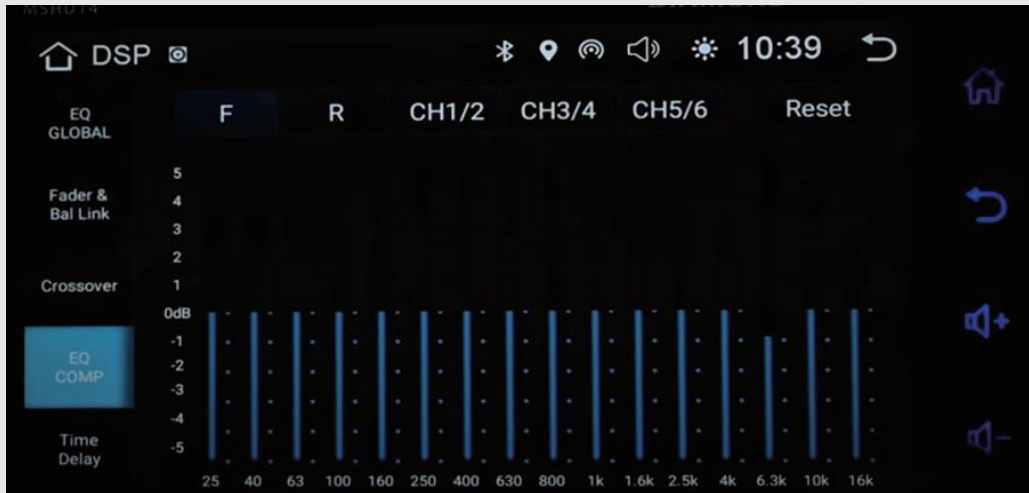 MSHD14
DSP
10:39
EQ
GLOBAL
Fader &
Bal Link
Crossover
EQ
COMP
Time
Delay
F R CH1/2 CH3/4 CH5/6 Reset
5
4
3
2
1
0dB
-1
-2
-3
-4
-5
25 40 63 100 160 250 400 630 800 1k 1.6k 2.5k 4k 6.3k 10k 16k